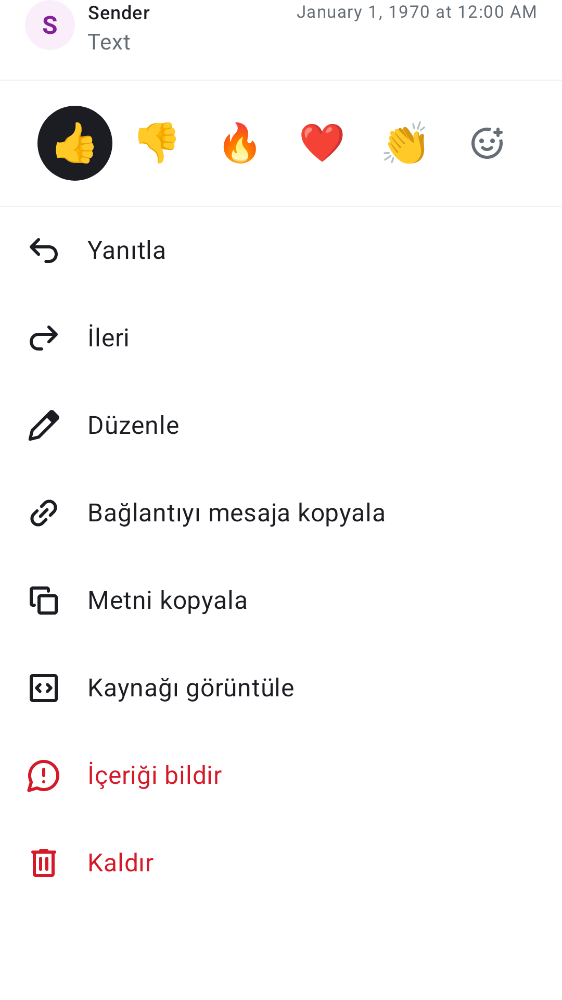 S
Sender
January 1, 1970 at 12:00 AM
Text
Yanıtla
İleri
Düzenle
Bağlantıyı mesaja kopyala
Metni kopyala
Kaynağı görüntüle
İçeriği bildir
Kaldır